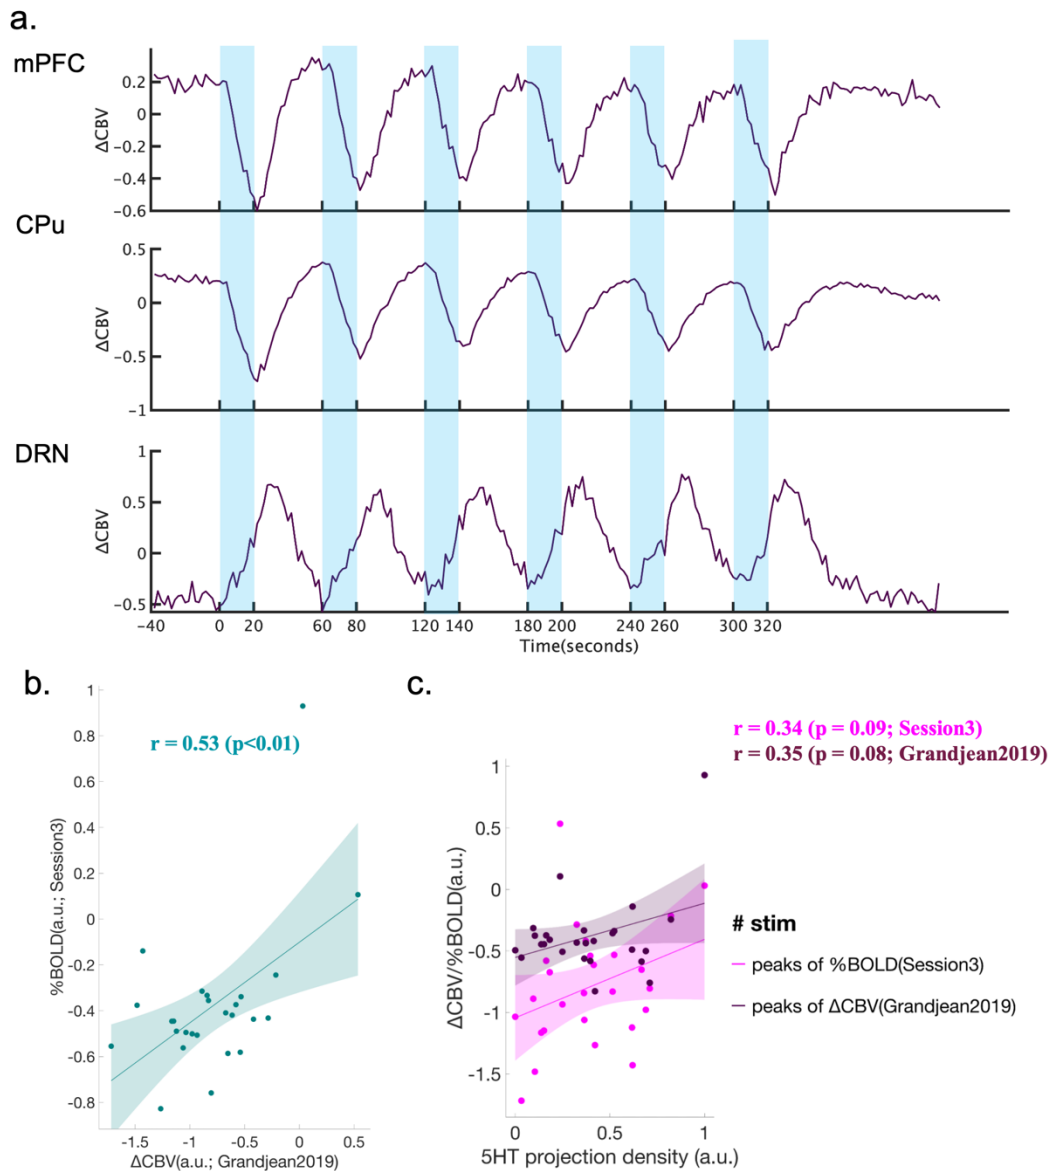 a.
mPFC
0.2
0
-0.2
-0.4
-0.6
ΔCBV
CPu
0.5
0
-0.5
-1
ΔCBV
DRN
1
0.5
0
-0.5
ΔCBV
-40 0 20 60 80 120 140 180 200 240 260 300 320
Time(seconds)
b.
r = 0.53 (p<0.01)
1
0.8
0.6
0.4
0.2
0
-0.2
-0.4
-0.6
-0.8
%BOLD(a.u.; Session3)
-1.5 -1 -0.5 0 0.5
ΔCBV(a.u.; Grandjean2019)
c.
r = 0.34 (p = 0.09; Session3)
r = 0.35 (p = 0.08; Grandjean2019)
1
0.5
0
-0.5
-1
-1.5
ΔCBV/%BOLD(a.u.)
0 0.5 1
5HT projection density (a.u.)
# stim
peaks of %BOLD(Session3)
peaks of ΔCBV(Grandjean2019)